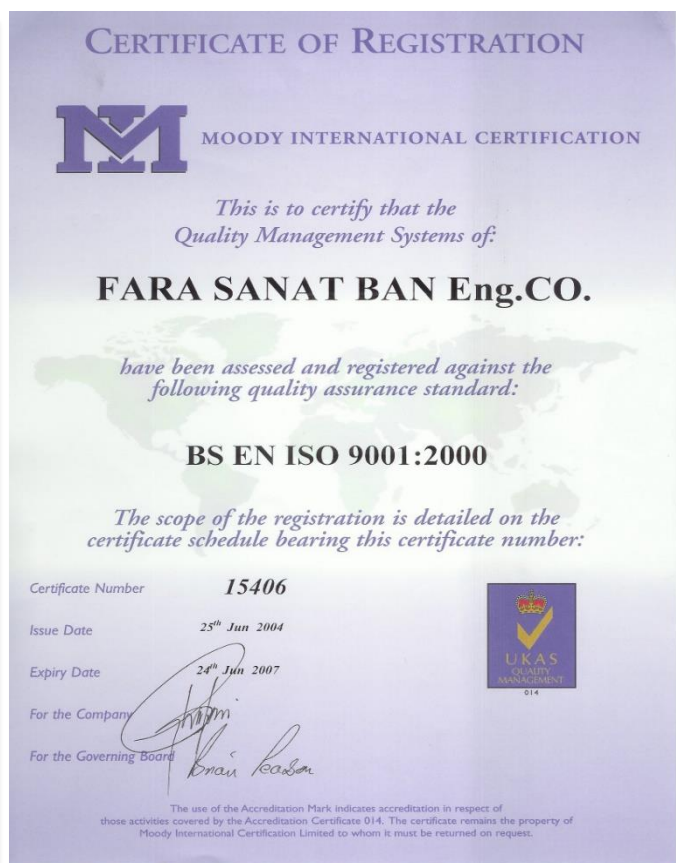 CERTIFICATE OF REGISTRATION
MI
MOODY INTERNATIONAL CERTIFICATION
This is to certify that the
Quality Management Systems of:
FARA SANAT BAN Eng.CO.
have been assessed and registered against the
following quality assurance standard:
BS EN ISO 9001:2000
The scope of the registration is detailed on the
certificate schedule bearing this certificate number:
Certificate Number 15406
Issue Date 25th Jun 2004
Expiry Date 24th Jun 2007
For the Company
For the Governing Board Brian Pearson
UKAS
QUALITY
MANAGEMENT
014
The use of the Accreditation Mark indicates accreditation in respect of
those activities covered by the Accreditation Certificate 014. The certificate remains the property of
Moody International Certification Limited to whom it must be returned on request.